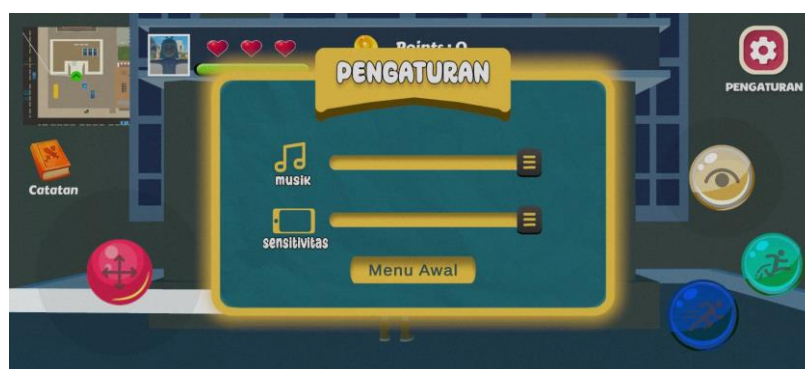 Points : 0
PENGATURAN
PENGATURAN
musik
Catatan
sensitivitas
Menu Awal